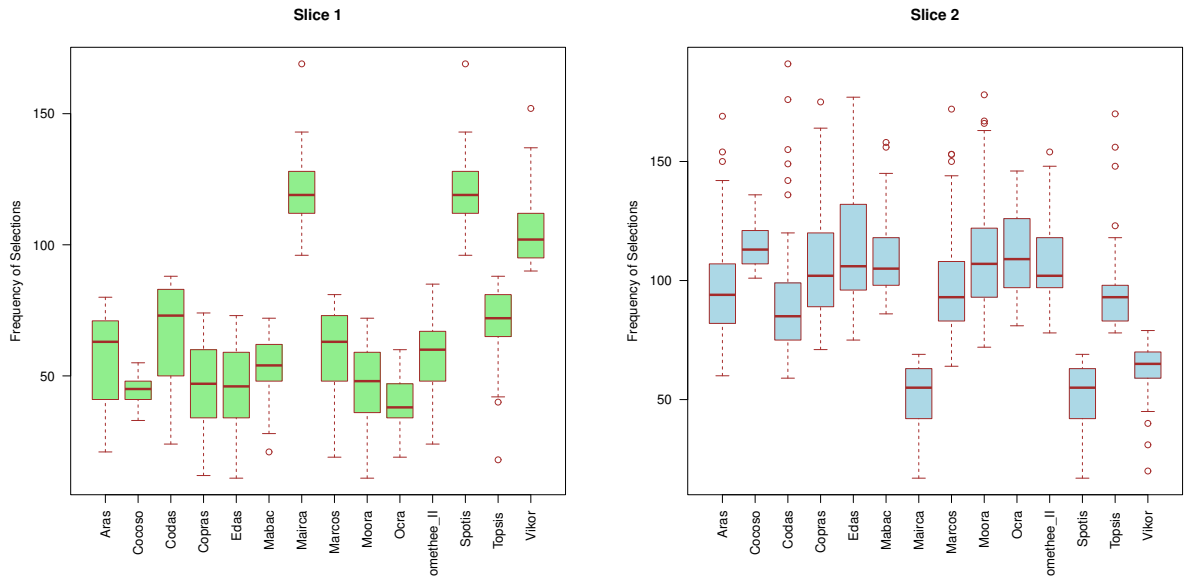 Slice 1
Frequency of Selections
150
100
50
Aras
Cocoso
Codas
Copras
Edas
Mabac
Mairca
Marcos
Moora
Ocra
omethee_II
Spotis
Topsis
Vikor
Slice 2
Frequency of Selections
150
100
50
Aras
Cocoso
Codas
Copras
Edas
Mabac
Mairca
Marcos
Moora
Ocra
omethee_II
Spotis
Topsis
Vikor